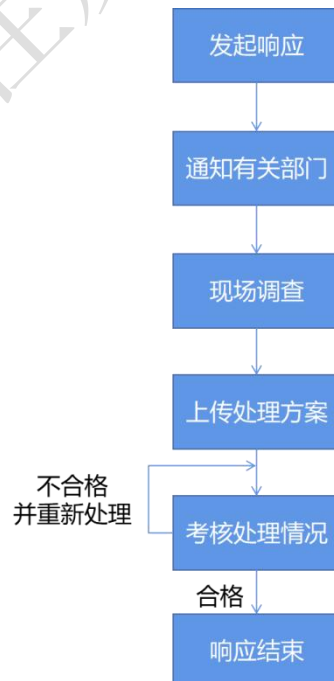 发起响应
通知有关部门
现场调查
上传处理方案
不合格
并重新处理
考核处理情况
合格
响应结束